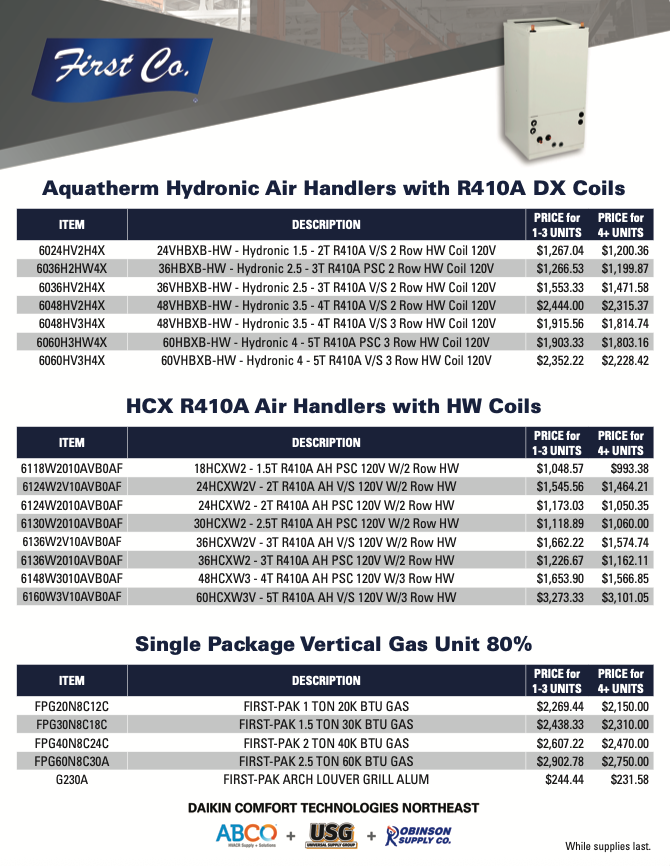 First Co.
Aquatherm Hydronic Air Handlers with R410A DX Coils
ITEM DESCRIPTION PRICE for 1-3 UNITS PRICE for 4+ UNITS
6024HV2H4X 24VHBXB-HW - Hydronic 1.5 - 2T R410A V/S 2 Row HW Coil 120V $1,267.04 $1,200.36
6036H2HW4X 36HBXB-HW - Hydronic 2.5 - 3T R410A PSC 2 Row HW Coil 120V $1,266.53 $1,199.87
6036HV2H4X 36VHBXB-HW - Hydronic 2.5 - 3T R410A V/S 2 Row HW Coil 120V $1,553.33 $1,471.58
6048HV2H4X 48VHBXB-HW - Hydronic 3.5 - 4T R410A V/S 2 Row HW Coil 120V $2,444.00 $2,315.37
6048HV3H4X 48VHBXB-HW - Hydronic 3.5 - 4T R410A V/S 3 Row HW Coil 120V $1,915.56 $1,814.74
6060H3HW4X 60HBXB-HW - Hydronic 4 - 5T R410A PSC 3 Row HW Coil 120V $1,903.33 $1,803.16
6060HV3H4X 60VHBXB-HW - Hydronic 4 - 5T R410A V/S 3 Row HW Coil 120V $2,352.22 $2,228.42
HCX R410A Air Handlers with HW Coils
ITEM DESCRIPTION PRICE for 1-3 UNITS PRICE for 4+ UNITS
6118W2010AVB0AF 18HCXW2 - 1.5T R410A AH PSC 120V W/2 Row HW $1,048.57 $993.38
6124W2V10AVB0AF 24HCXW2V - 2T R410A AH V/S 120V W/2 Row HW $1,545.56 $1,464.21
6124W2010AVB0AF 24HCXW2 - 2T R410A AH PSC 120V W/2 Row HW $1,173.03 $1,050.35
6130W2010AVB0AF 30HCXW2 - 2.5T R410A AH PSC 120V W/2 Row HW $1,118.89 $1,060.00
6136W2V10AVB0AF 36HCXW2V - 3T R410A AH V/S 120V W/2 Row HW $1,662.22 $1,574.74
6136W2010AVB0AF 36HCXW2 - 3T R410A AH PSC 120V W/2 Row HW $1,226.67 $1,162.11
6148W3010AVB0AF 48HCXW3 - 4T R410A AH PSC 120V W/3 Row HW $1,653.90 $1,566.85
6160W3V10AVB0AF 60HCXW3V - 5T R410A AH V/S 120V W/3 Row HW $3,273.33 $3,101.05
Single Package Vertical Gas Unit 80%
ITEM DESCRIPTION PRICE for 1-3 UNITS PRICE for 4+ UNITS
FPG20N8C12C FIRST-PAK 1 TON 20K BTU GAS $2,269.44 $2,150.00
FPG30N8C18C FIRST-PAK 1.5 TON 30K BTU GAS $2,438.33 $2,310.00
FPG40N8C24C FIRST-PAK 2 TON 40K BTU GAS $2,607.22 $2,470.00
FPG60N8C30A FIRST-PAK 2.5 TON 60K BTU GAS $2,902.78 $2,750.00
G230A FIRST-PAK ARCH LOUVER GRILL ALUM $244.44 $231.58
DAIKIN COMFORT TECHNOLOGIES NORTHEAST
ABCO HVACR Supply + Solutions + USG UNIVERSAL SUPPLY GROUP + ROBINSON SUPPLY CO.
While supplies last.